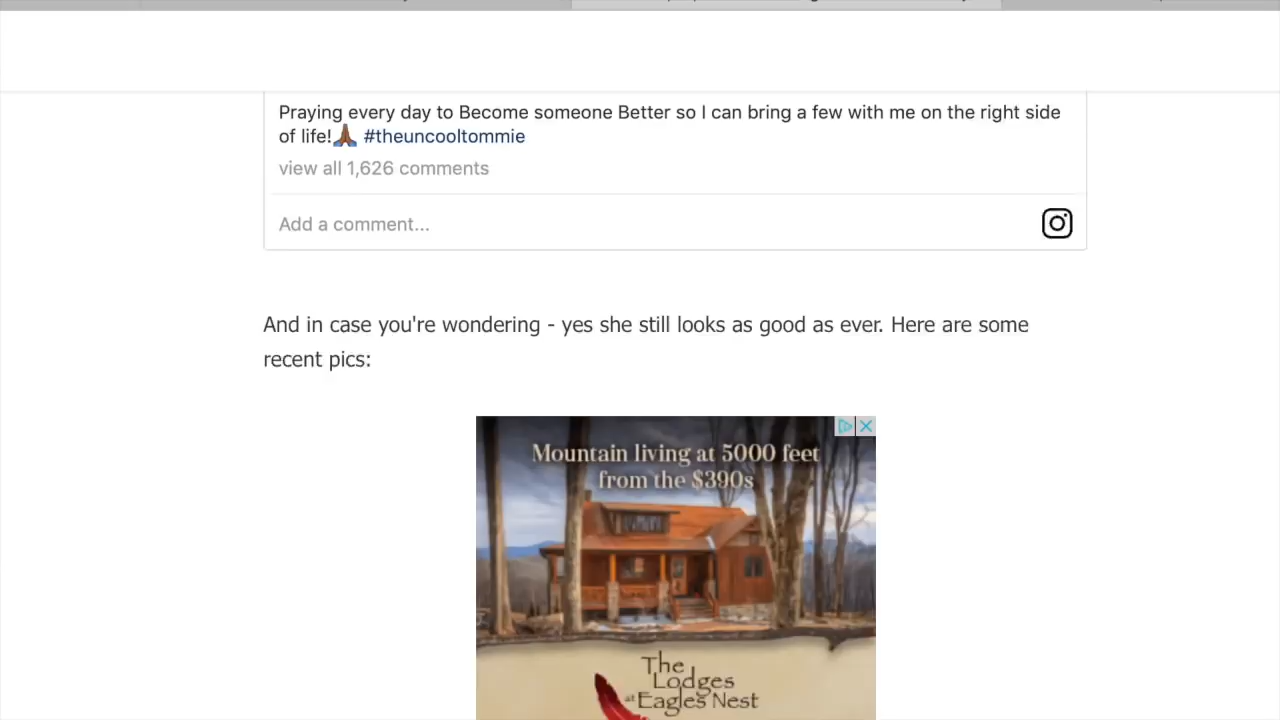 Praying every day to Become someone Better so I can bring a few with me on the right side
of life!🙏🏾 #theuncooltommie
view all 1,626 comments
Add a comment...
And in case you're wondering - yes she still looks as good as ever. Here are some
recent pics:
Mountain living at 5000 feet
from the $390s
The
Lodges
at Eagles Nest